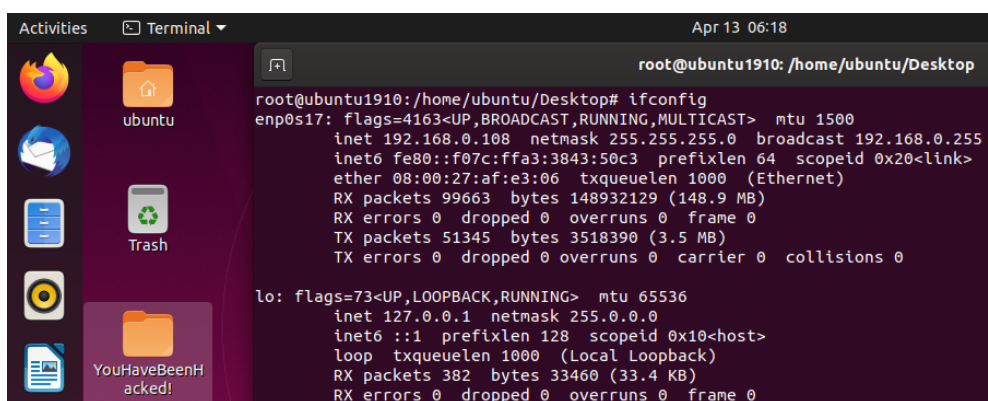 Activities Terminal Apr 13 06:18
root@ubuntu1910: /home/ubuntu/Desktop
ubuntu
Trash
YouHaveBeenH
acked!
root@ubuntu1910:/home/ubuntu/Desktop# ifconfig
enp0s17: flags=4163<UP,BROADCAST,RUNNING,MULTICAST>  mtu 1500
        inet 192.168.0.108  netmask 255.255.255.0  broadcast 192.168.0.255
        inet6 fe80::f07c:ffa3:3843:50c3  prefixlen 64  scopeid 0x20<link>
        ether 08:00:27:af:e3:06  txqueuelen 1000  (Ethernet)
        RX packets 99663  bytes 148932129 (148.9 MB)
        RX errors 0  dropped 0  overruns 0  frame 0
        TX packets 51345  bytes 3518390 (3.5 MB)
        TX errors 0  dropped 0 overruns 0  carrier 0  collisions 0
lo: flags=73<UP,LOOPBACK,RUNNING>  mtu 65536
        inet 127.0.0.1  netmask 255.0.0.0
        inet6 ::1  prefixlen 128  scopeid 0x10<host>
        loop  txqueuelen 1000  (Local Loopback)
        RX packets 382  bytes 33460 (33.4 KB)
        RX errors 0  dropped 0  overruns 0  frame 0